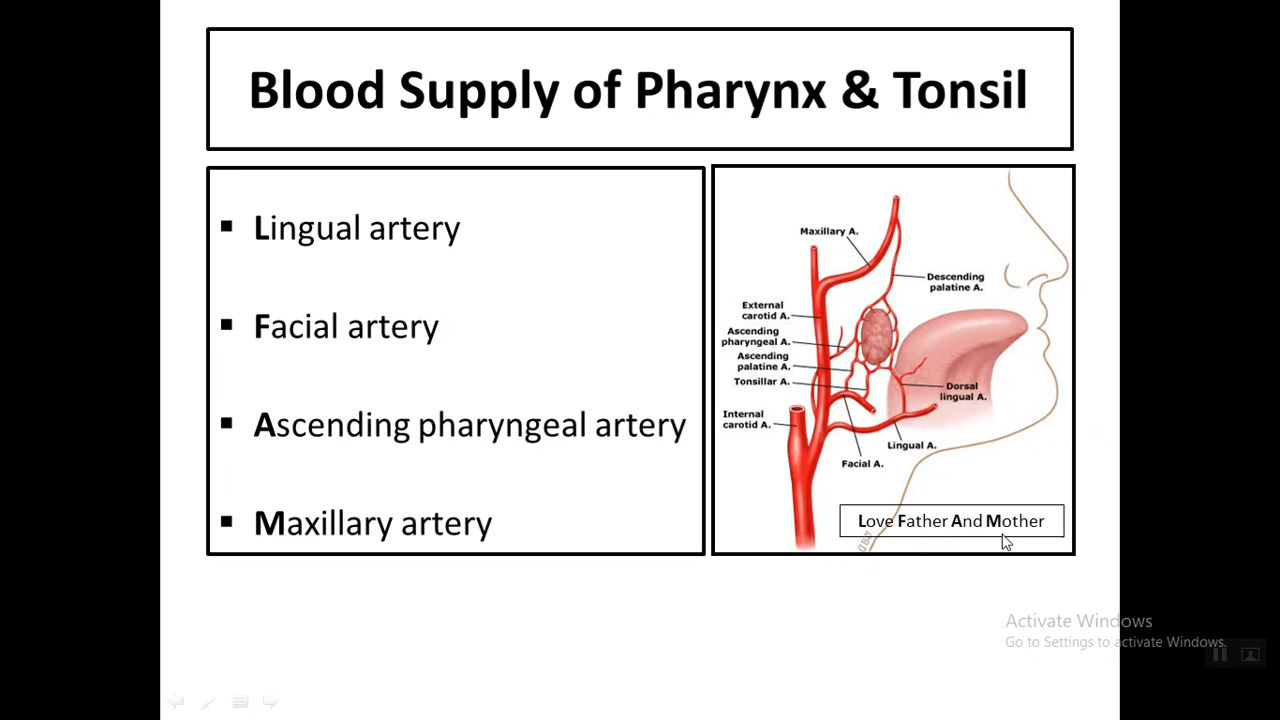 Blood Supply of Pharynx & Tonsil
▪ Lingual artery
▪ Facial artery
▪ Ascending pharyngeal artery
▪ Maxillary artery
Maxillary A.
Descending
palatine A.
External
carotid A.
Ascending
pharyngeal A.
Ascending
palatine A.
Tonsillar A.
Dorsal
lingual A.
Internal
carotid A.
Lingual A.
Facial A.
Love Father And Mother
Activate Windows
Go to Settings to activate Windows.